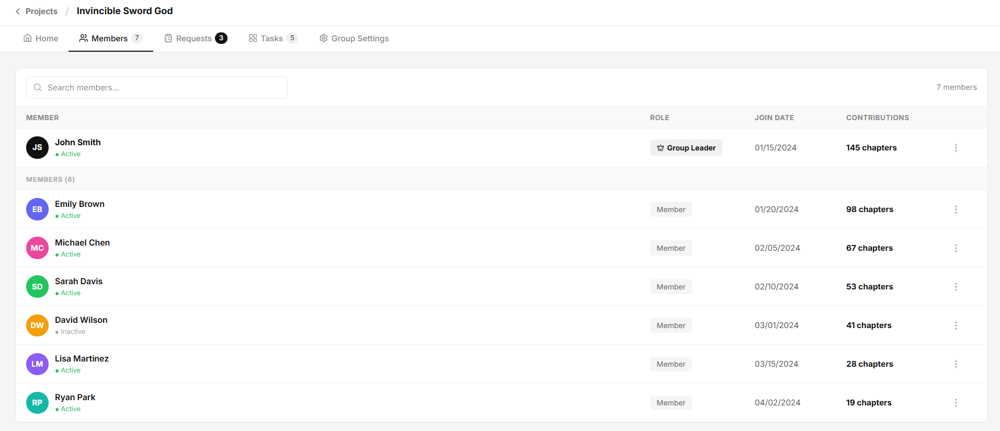 Projects / Invincible Sword God
Home Members 7 Requests 3 Tasks 5 Group Settings
Search members... 7 members
MEMBER ROLE JOIN DATE CONTRIBUTIONS
JS John Smith Group Leader 01/15/2024 145 chapters
Active
MEMBERS (6)
EB Emily Brown Member 01/20/2024 98 chapters
Active
MC Michael Chen Member 02/05/2024 67 chapters
Active
SD Sarah Davis Member 02/10/2024 53 chapters
Active
DW David Wilson Member 03/01/2024 41 chapters
Inactive
LM Lisa Martinez Member 03/15/2024 28 chapters
Active
RP Ryan Park Member 04/02/2024 19 chapters
Active